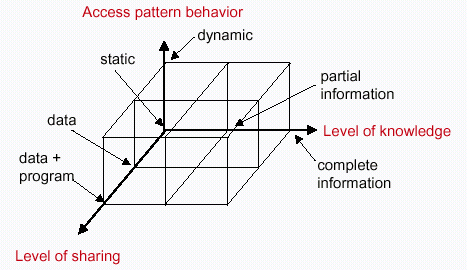 Access pattern behavior
dynamic
static
partial
information
data
Level of knowledge
data +
program
complete
information
Level of sharing